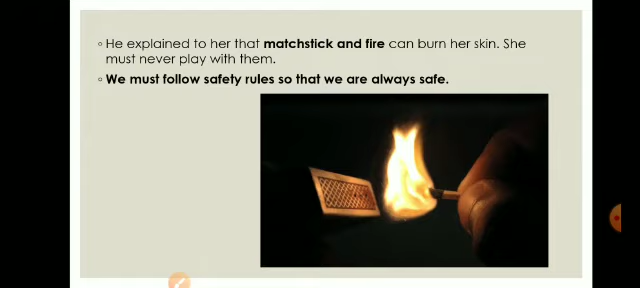 He explained to her that matchstick and fire can burn her skin. She
must never play with them.
We must follow safety rules so that we are always safe.